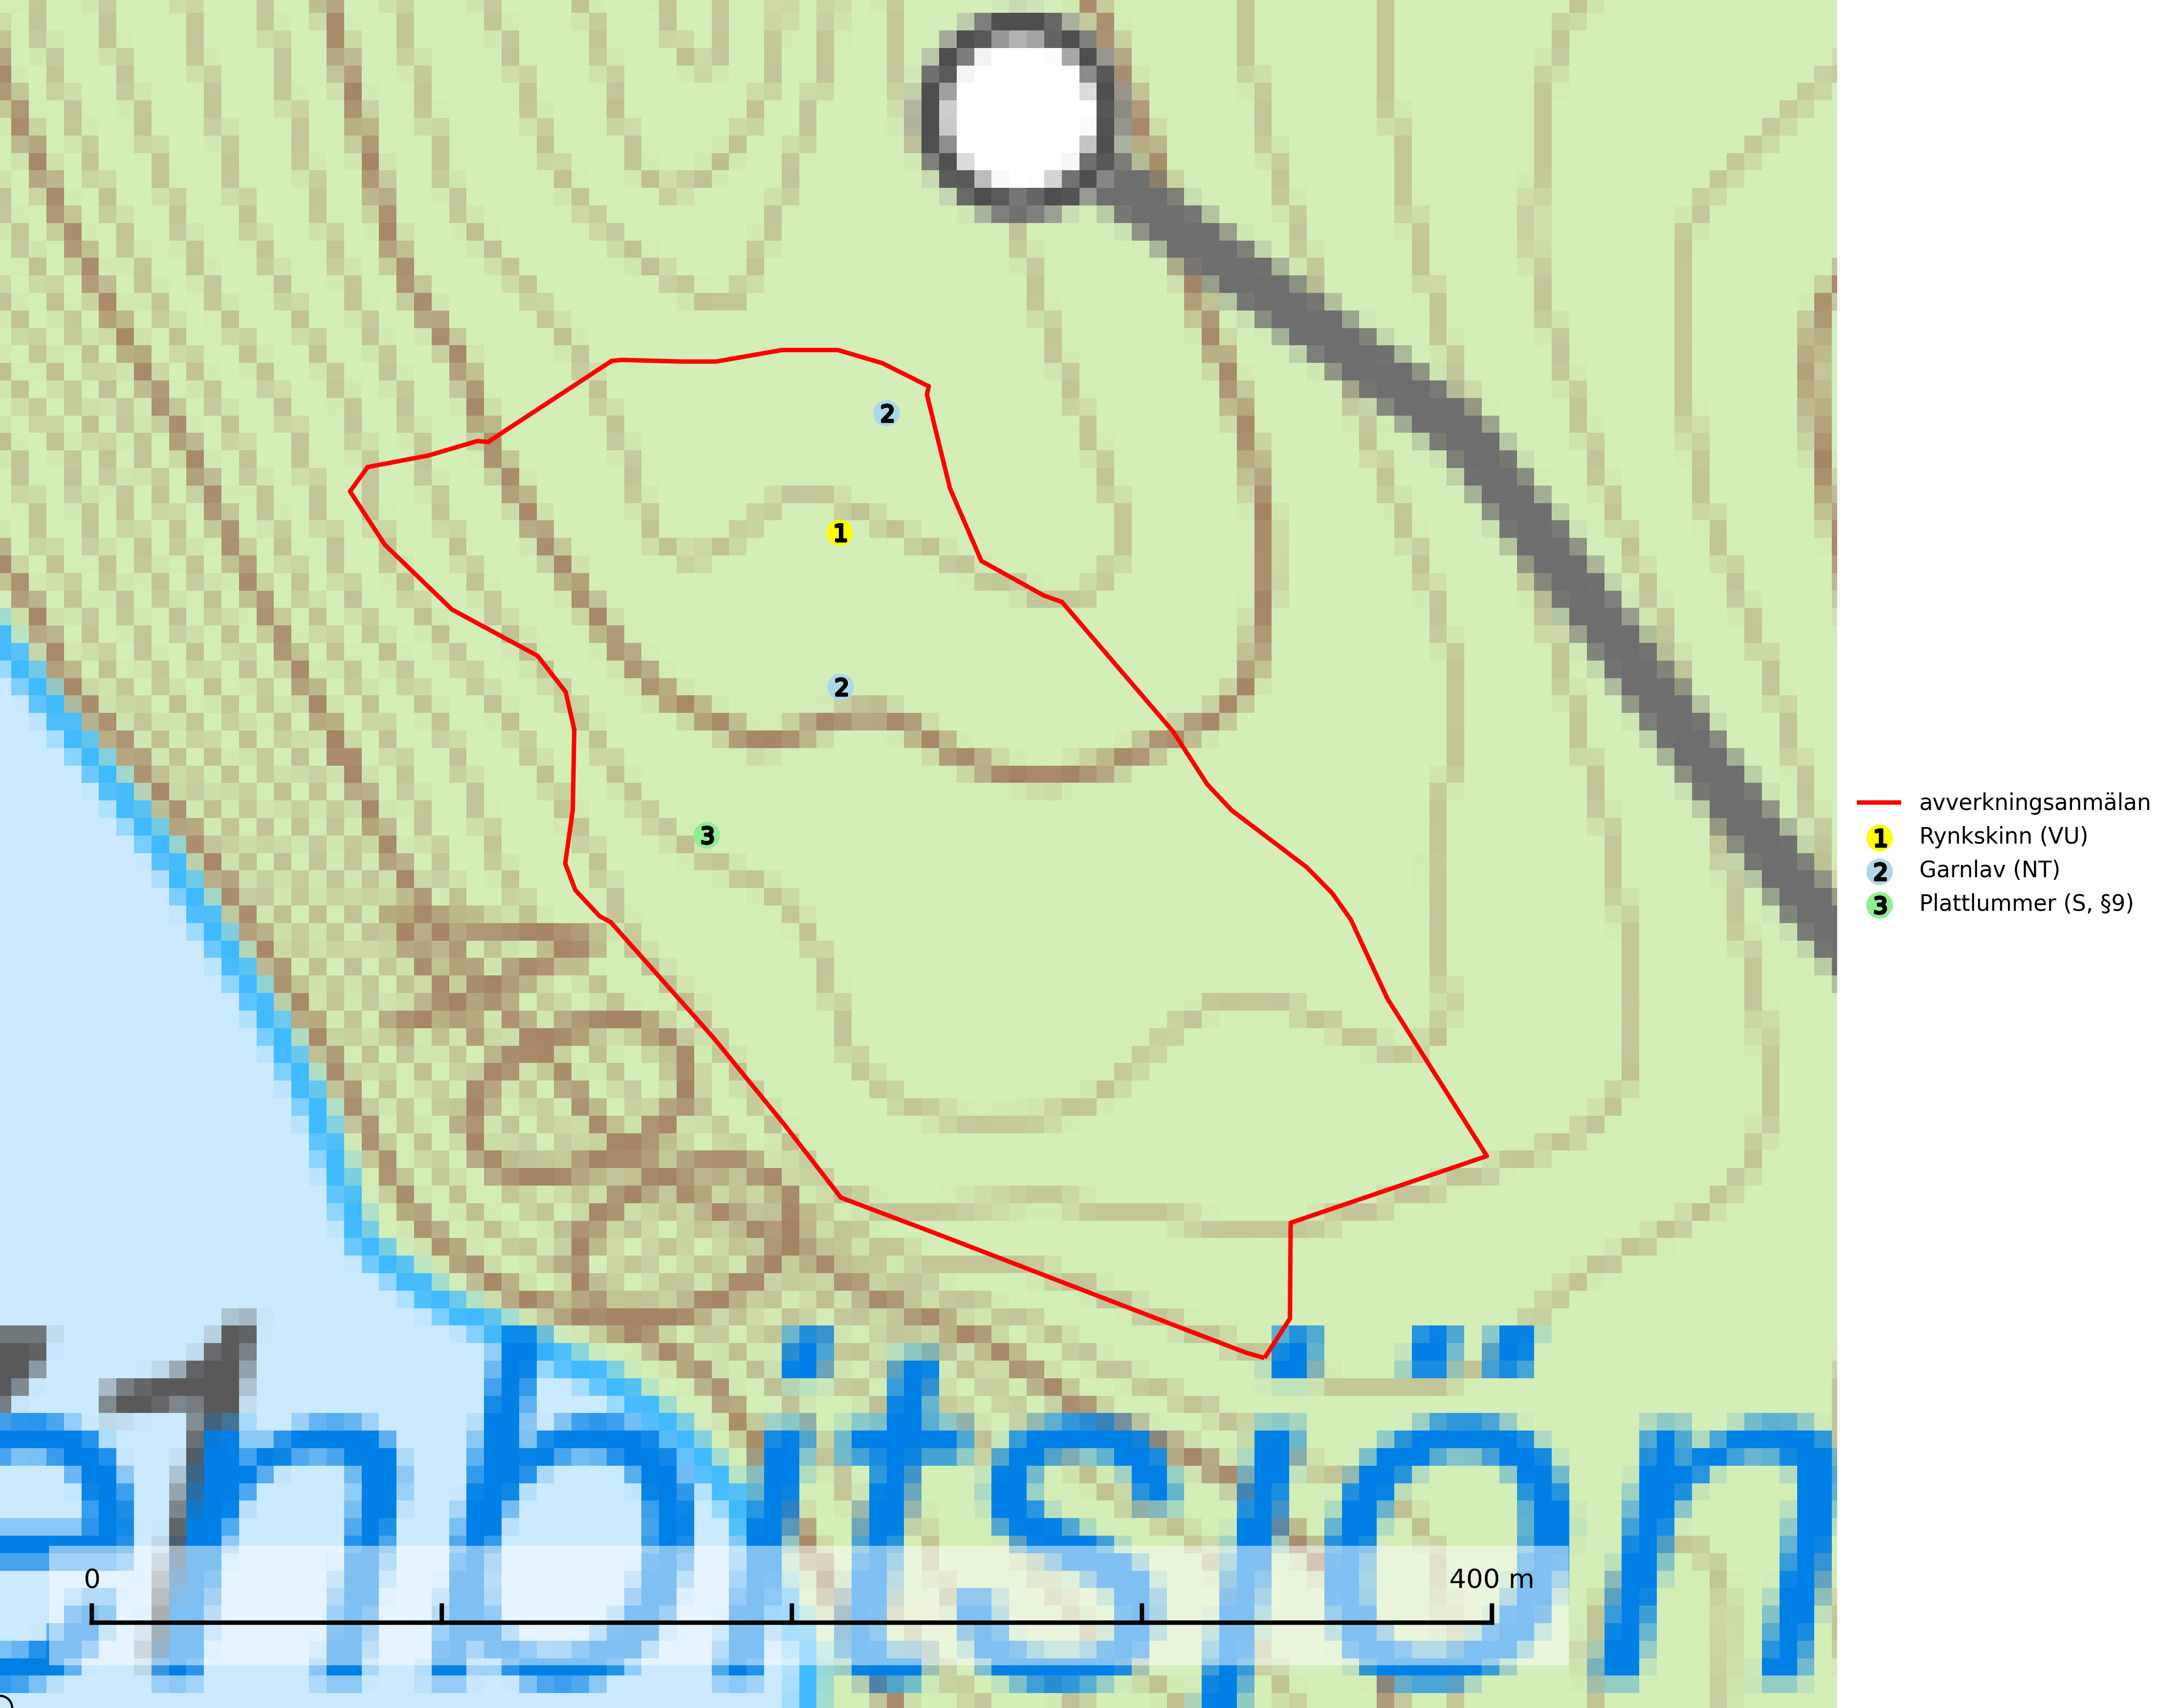 2
1
2
3
avverkningsanmälan
1 Rynkskinn (VU)
2 Garnlav (NT)
3 Plattlummer (S, §9)
0 400 m